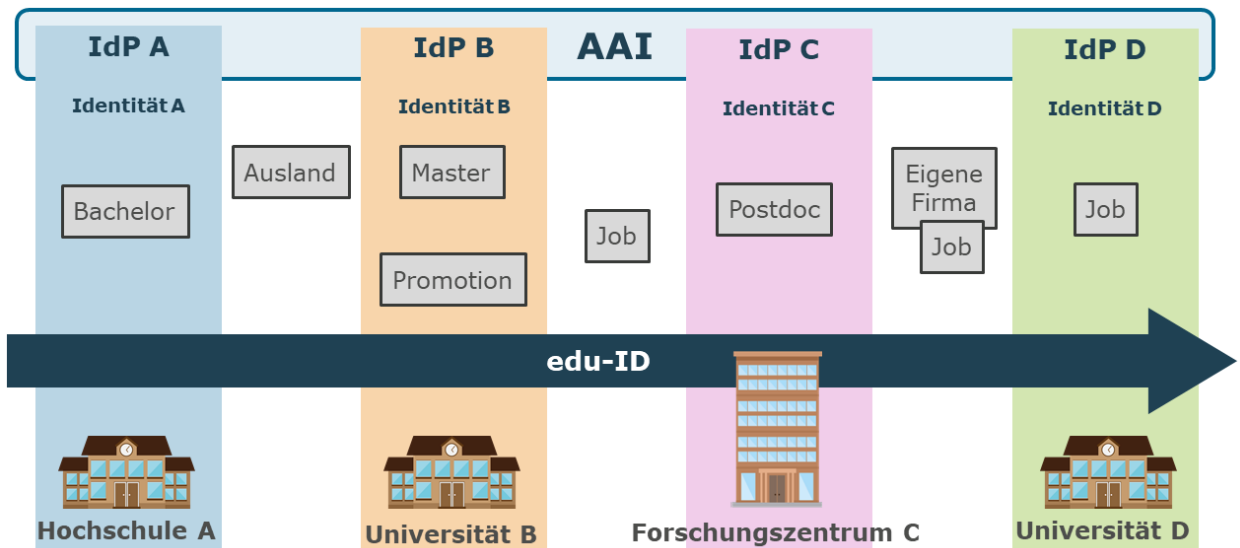 IdP A
IdP B
AAI
IdP C
IdP D
Identität A
Identität B
Identität C
Identität D
Ausland
Master
Eigene
Firma
Bachelor
Postdoc
Job
Job
Job
Promotion
edu-ID
Hochschule A
Universität B
Forschungszentrum C
Universität D